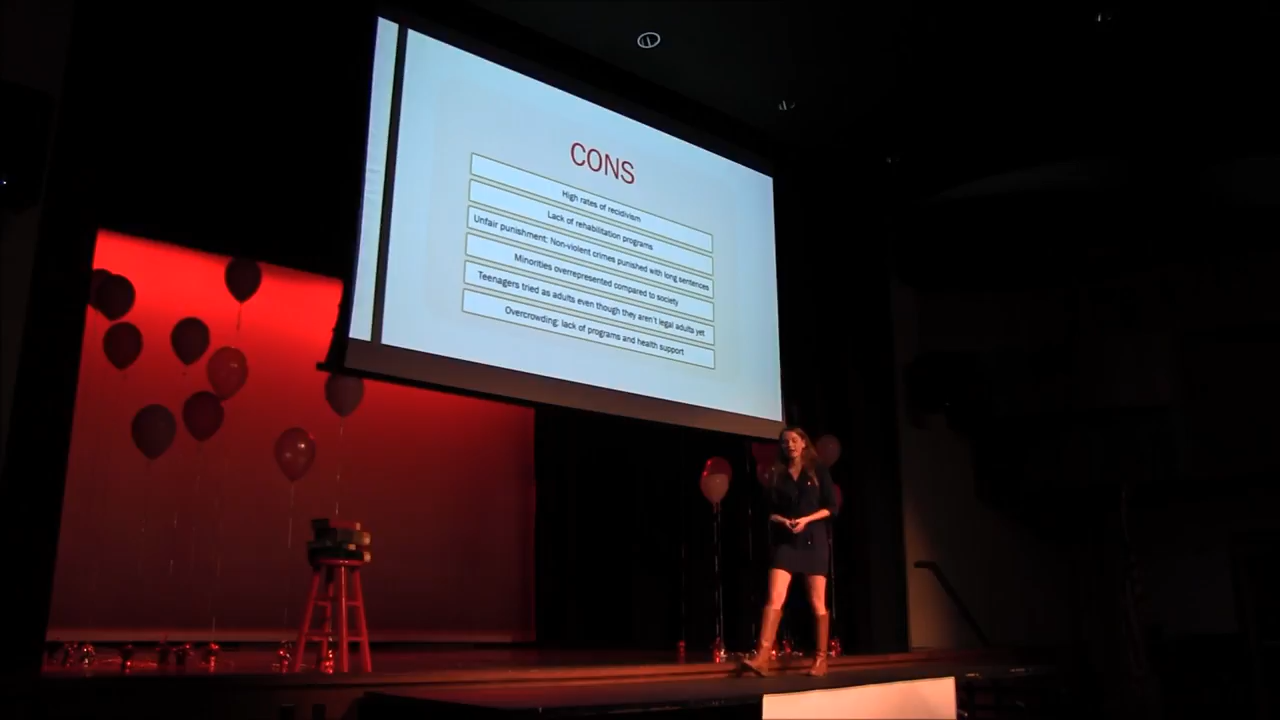 CONS
High rates of recidivism
Lack of rehabilitation programs
Unfair punishment: Non-violent crimes punished with long sentences
Minorities overrepresented compared to society
Teenagers tried as adults even though they aren't legal adults yet
Overcrowding: lack of programs and health support